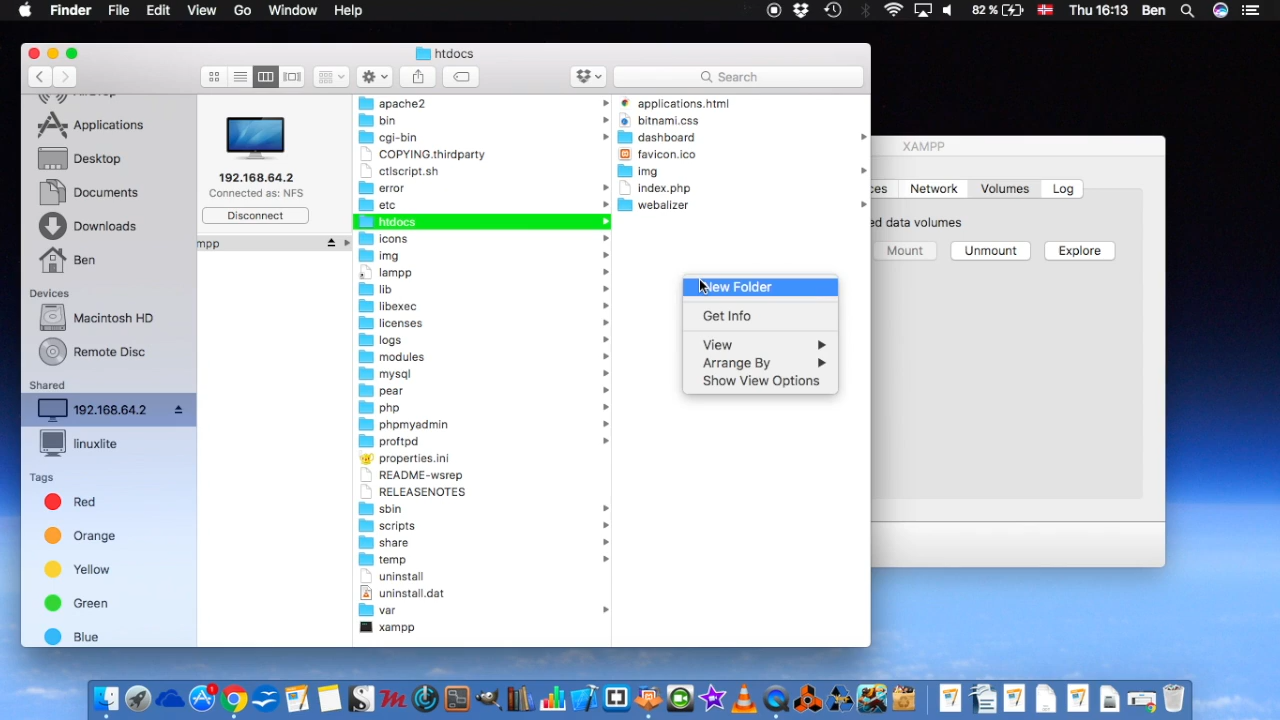 Finder File Edit View Go Window Help
82 % Thu 16:13 Ben
htdocs
Search
Applications
Desktop
Documents
Downloads
Ben
Devices
Macintosh HD
Remote Disc
Shared
192.168.64.2
linuxlite
Tags
Red
Orange
Yellow
Green
Blue
192.168.64.2
Connected as: NFS
Disconnect
mpp
apache2
bin
cgi-bin
COPYING.thirdparty
ctlscript.sh
error
etc
htdocs
icons
img
lampp
lib
libexec
licenses
logs
modules
mysql
pear
php
phpmyadmin
proftpd
properties.ini
README-wsrep
RELEASENOTES
sbin
scripts
share
temp
uninstall
uninstall.dat
var
xampp
applications.html
bitnami.css
dashboard
favicon.ico
img
index.php
webalizer
New Folder
Get Info
View
Arrange By
Show View Options
XAMPP
ces Network Volumes Log
ed data volumes
Mount Unmount Explore